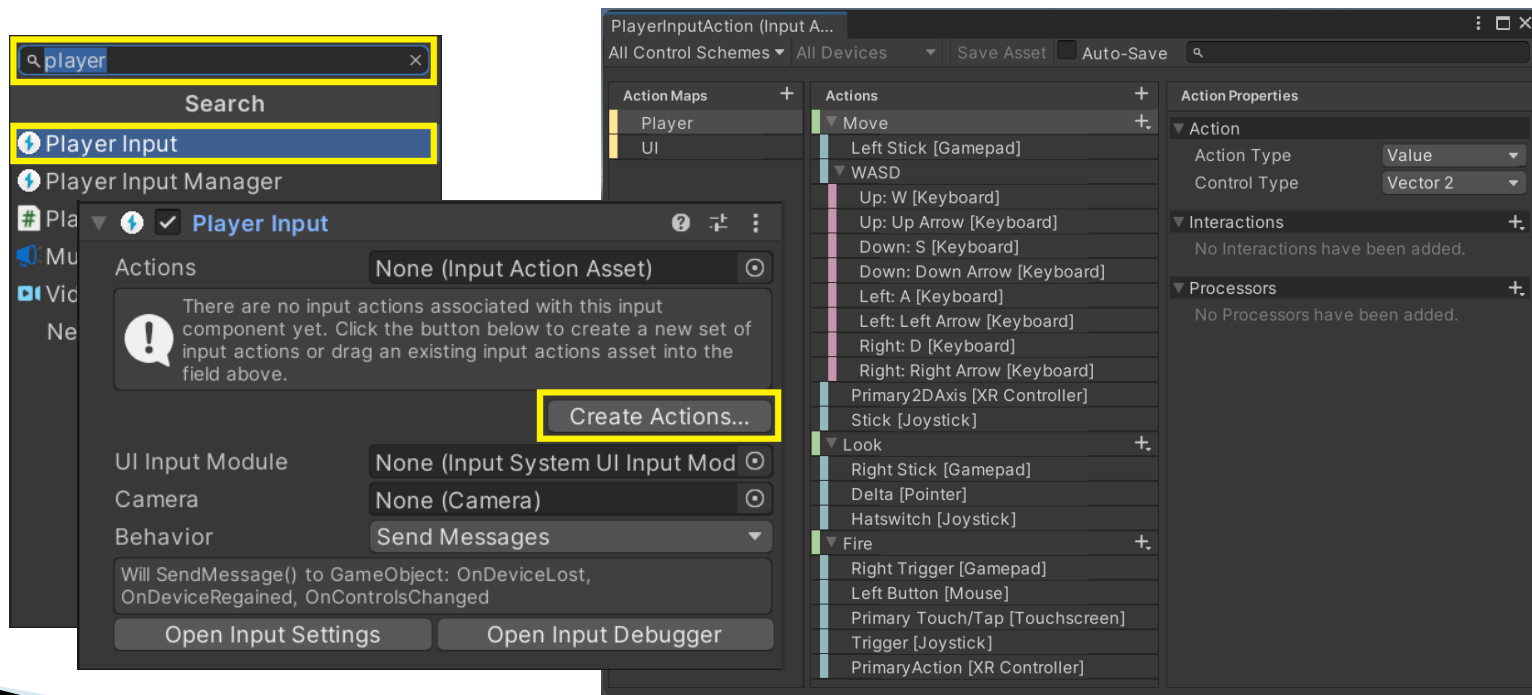 player
Search
Player Input
Player Input Manager
Pla
Mu
Vid
Ne
Player Input
Actions
None (Input Action Asset)
There are no input actions associated with this input
component yet. Click the button below to create a new set of
input actions or drag an existing input actions asset into the
field above.
Create Actions...
UI Input Module
None (Input System UI Input Mod
Camera
None (Camera)
Behavior
Send Messages
Will SendMessage() to GameObject: OnDeviceLost,
OnDeviceRegained, OnControlsChanged
Open Input Settings
Open Input Debugger
PlayerInputAction (Input A...
All Control Schemes
All Devices
Save Asset
Auto-Save
Action Maps
Player
UI
Actions
Move
Left Stick [Gamepad]
WASD
Up: W [Keyboard]
Up: Up Arrow [Keyboard]
Down: S [Keyboard]
Down: Down Arrow [Keyboard]
Left: A [Keyboard]
Left: Left Arrow [Keyboard]
Right: D [Keyboard]
Right: Right Arrow [Keyboard]
Primary2DAxis [XR Controller]
Stick [Joystick]
Look
Right Stick [Gamepad]
Delta [Pointer]
Hatswitch [Joystick]
Fire
Right Trigger [Gamepad]
Left Button [Mouse]
Primary Touch/Tap [Touchscreen]
Trigger [Joystick]
PrimaryAction [XR Controller]
Action Properties
Action
Action Type
Value
Control Type
Vector 2
Interactions
No Interactions have been added.
Processors
No Processors have been added.